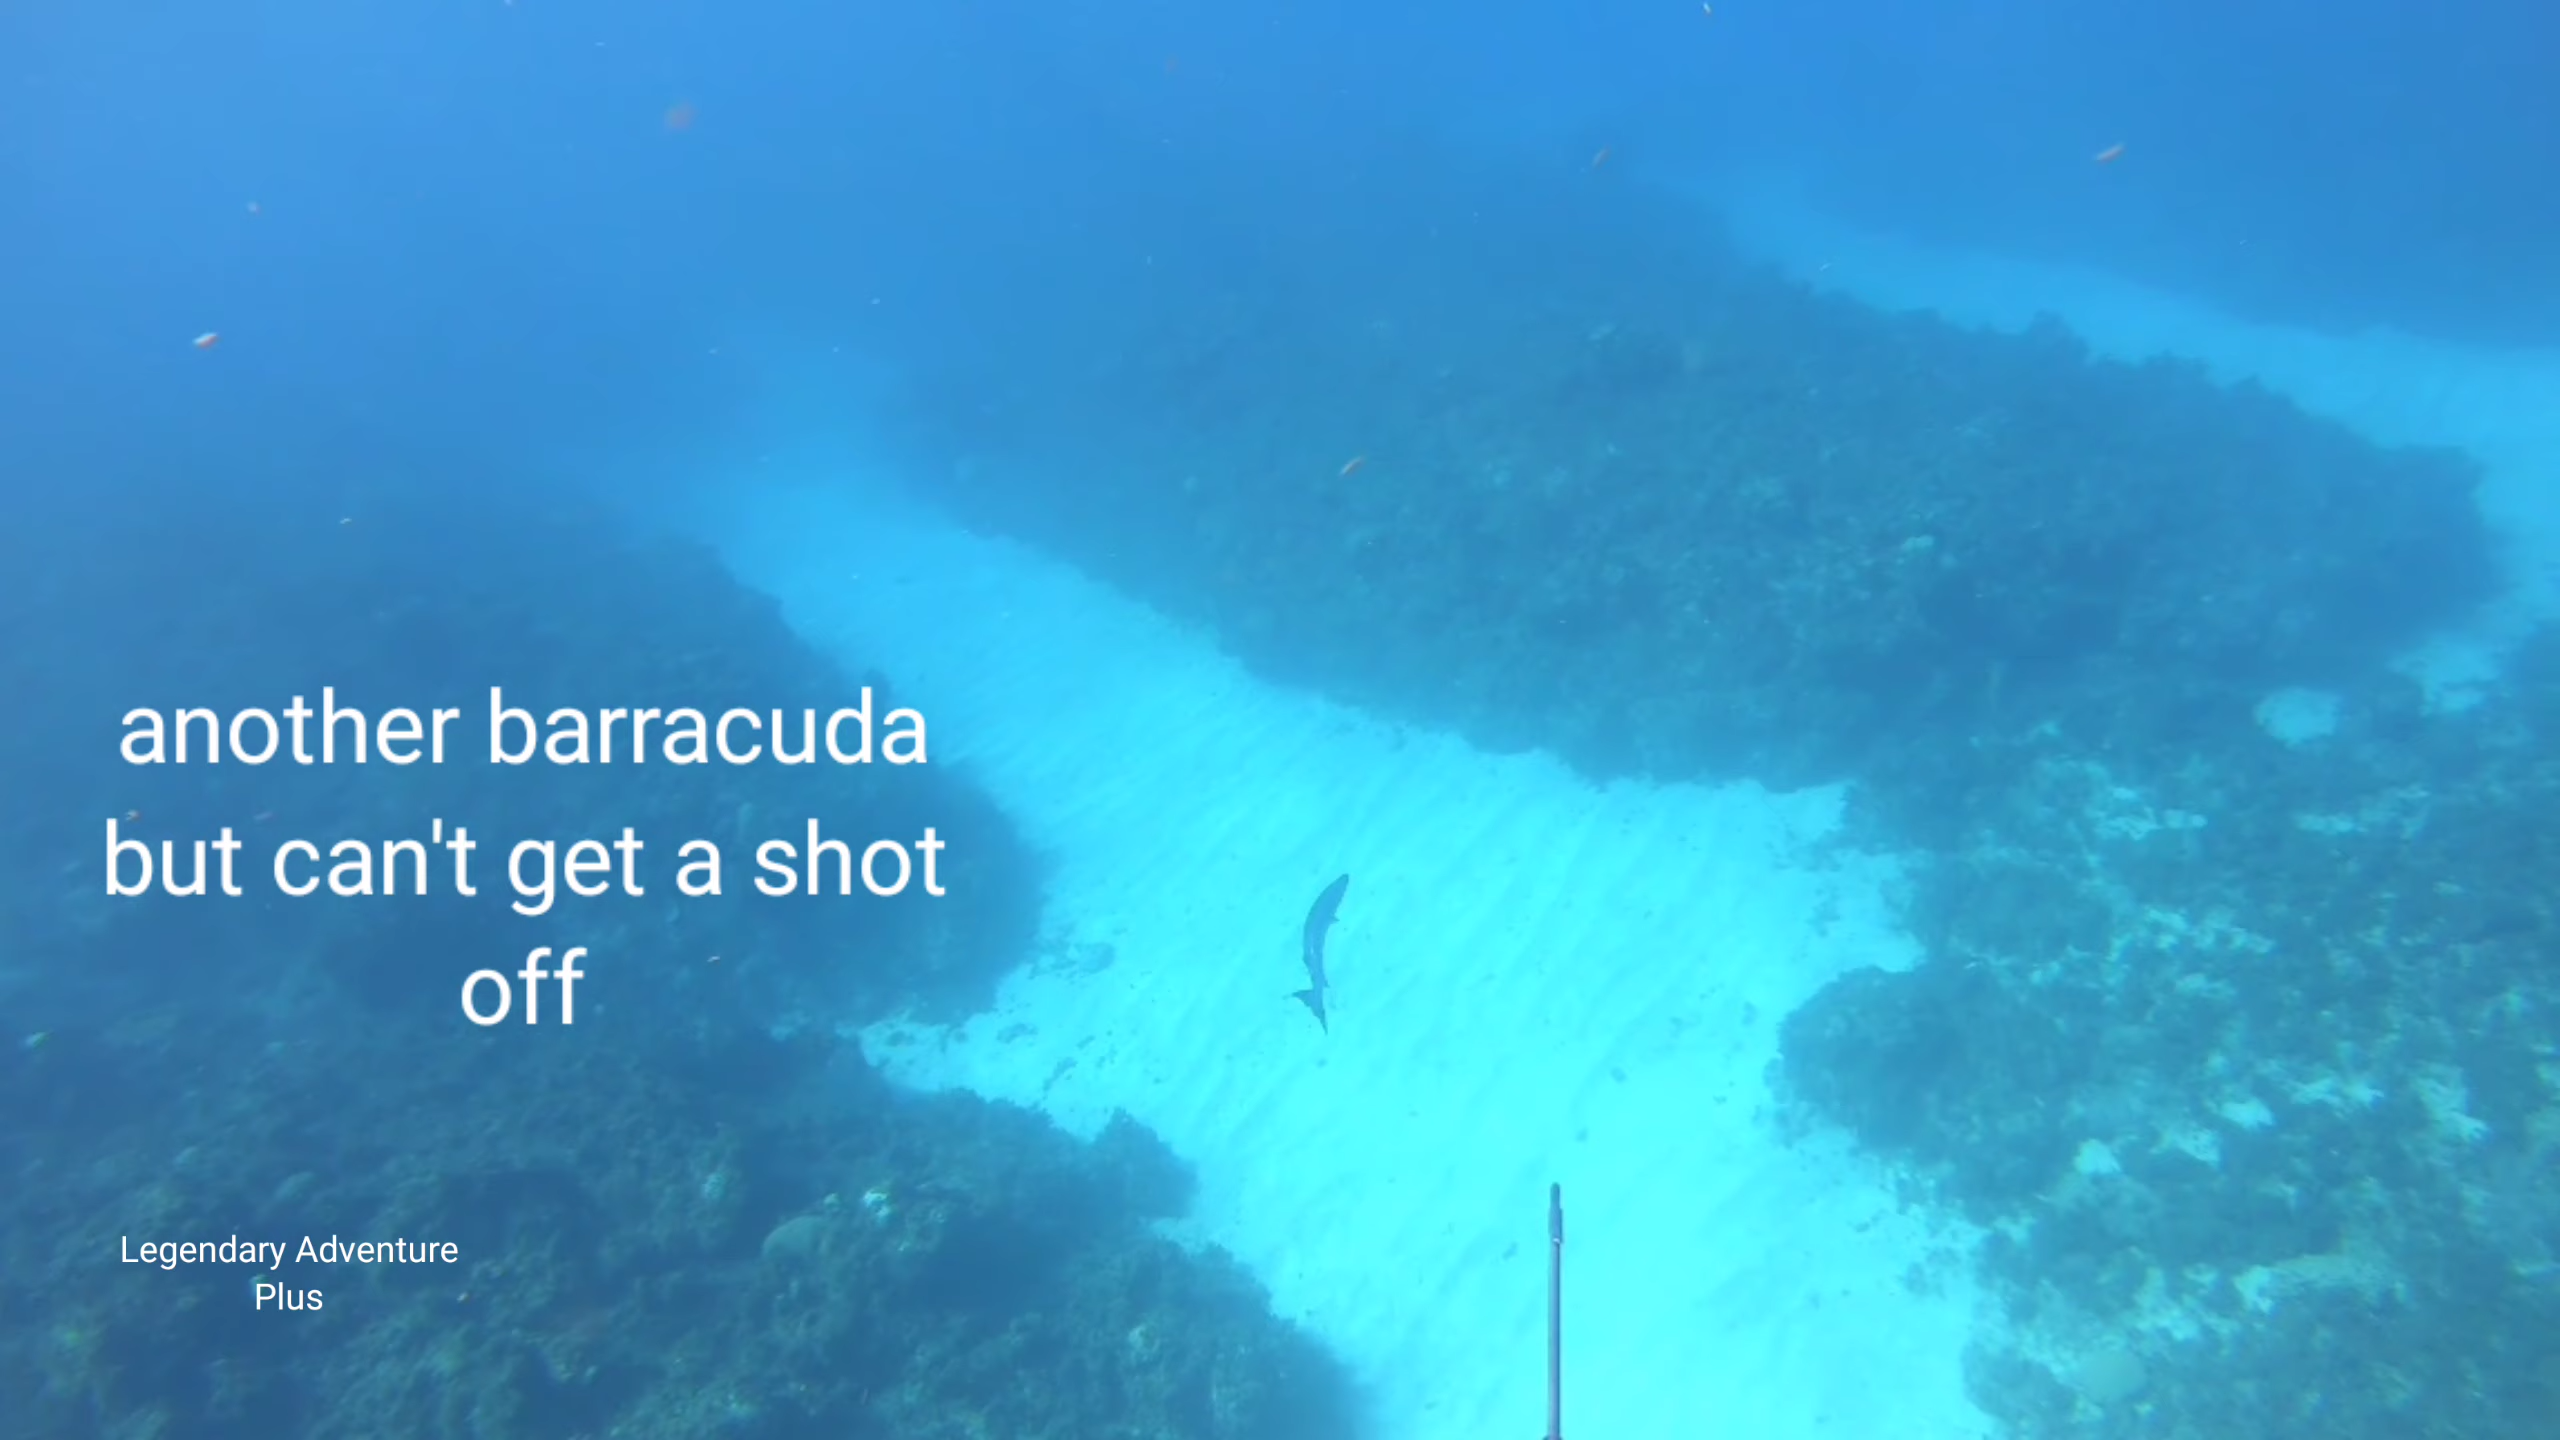 another barracuda
but can't get a shot
off
Legendary Adventure
Plus